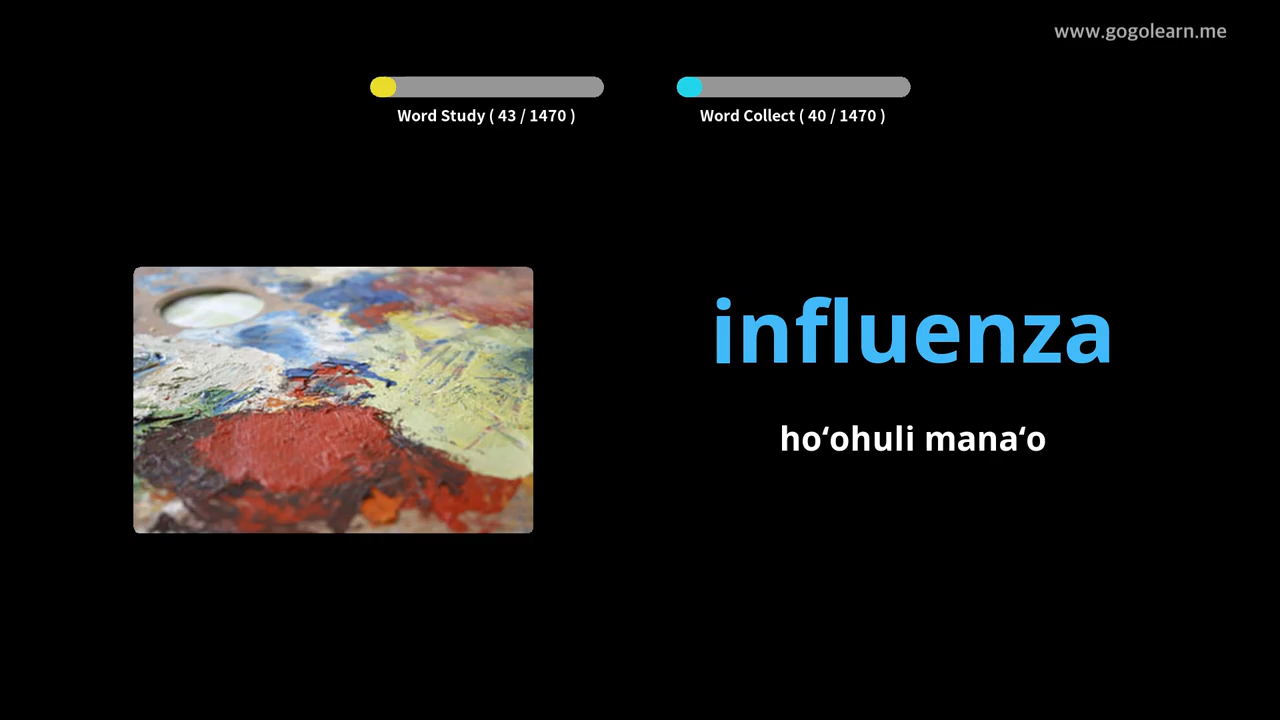 www.gogolearn.me
Word Study ( 43 / 1470 )
Word Collect ( 40 / 1470 )
influenza
hoʻohuli manaʻo